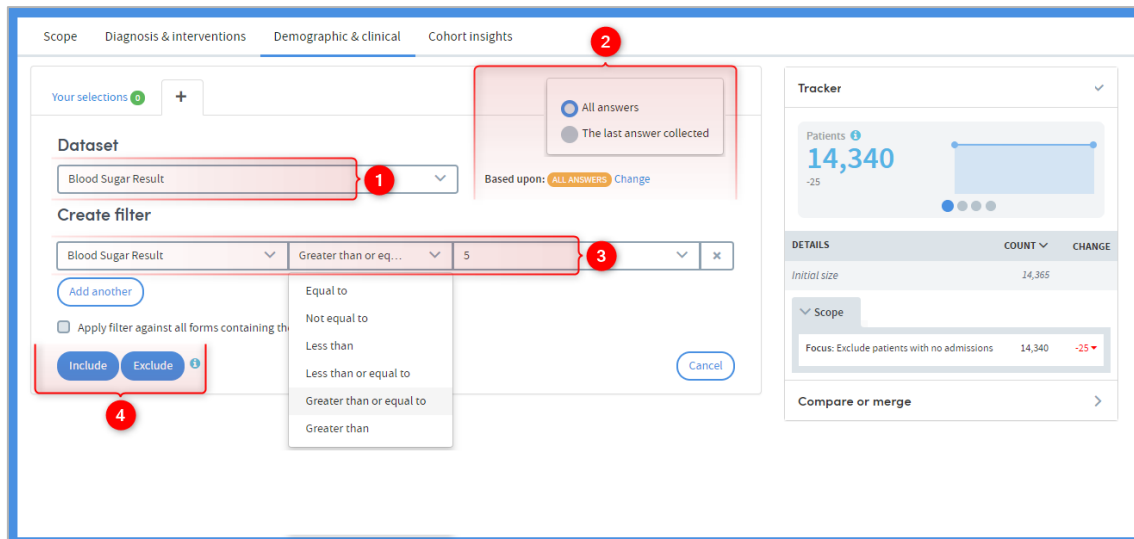 Scope Diagnosis & interventions Demographic & clinical Cohort insights
2
Your selections 0 +
All answers
The last answer collected
Dataset
Blood Sugar Result
1
Based upon: ALL ANSWERS Change
Create filter
Blood Sugar Result Greater than or eq... 5
3
Add another
Equal to
Not equal to
Apply filter against all forms containing the
Less than
Include Exclude
Less than or equal to
Cancel
Greater than or equal to
4
Greater than
Tracker
Patients
14,340
-25
DETAILS COUNT CHANGE
Initial size 14,365
Scope
Focus: Exclude patients with no admissions 14,340 -25
Compare or merge